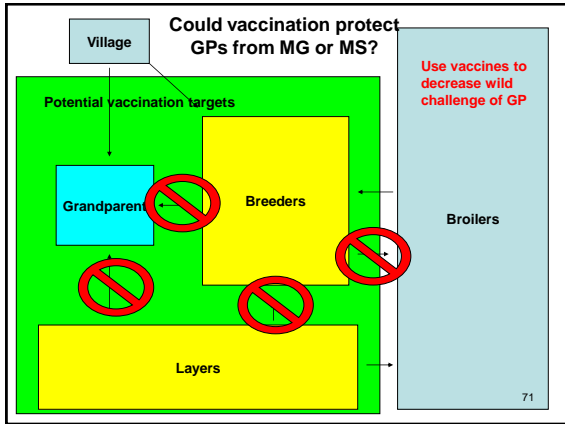 Could vaccination protect
GPs from MG or MS?
Village
Use vaccines to
decrease wild
challenge of GP
Potential vaccination targets
Grandparent
Breeders
Broilers
Layers
71